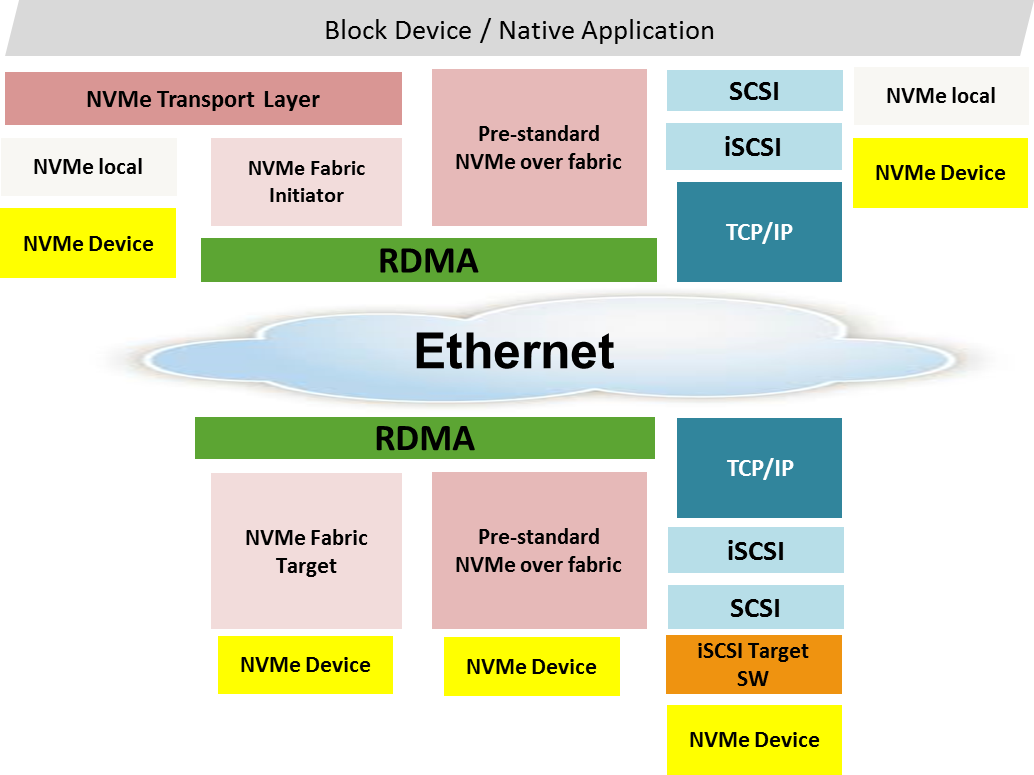 Block Device / Native Application
NVMe Transport Layer
NVMe local
NVMe Device
NVMe Fabric
Initiator
Pre-standard
NVMe over fabric
RDMA
SCSI
iSCSI
TCP/IP
NVMe local
NVMe Device
Ethernet
RDMA
NVMe Fabric
Target
NVMe Device
Pre-standard
NVMe over fabric
NVMe Device
TCP/IP
iSCSI
SCSI
iSCSI Target
SW
NVMe Device